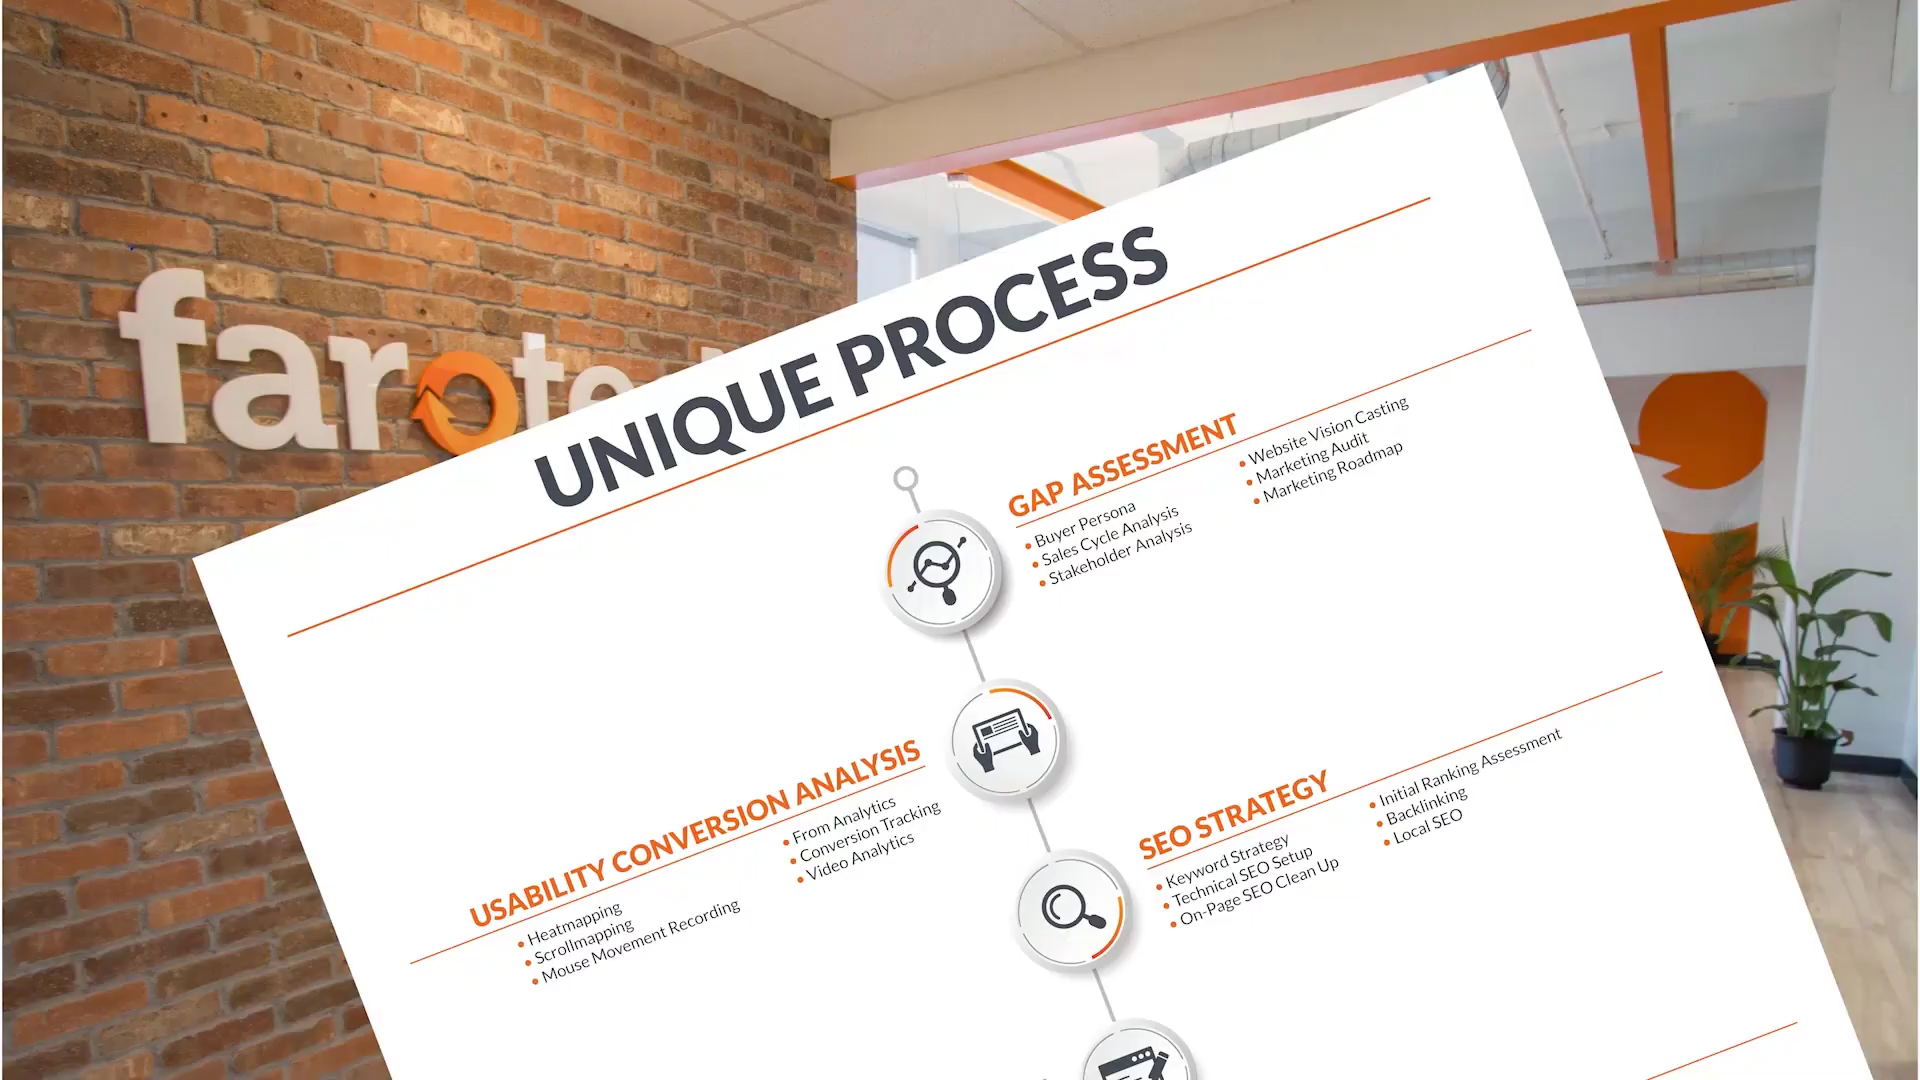 farote
UNIQUE PROCESS
GAP ASSESSMENT
Buyer Persona
Sales Cycle Analysis
Stakeholder Analysis
Website Vision Casting
Marketing Audit
Marketing Roadmap
USABILITY CONVERSION ANALYSIS
Heatmapping
Scrollmapping
Mouse Movement Recording
From Analytics
Conversion Tracking
Video Analytics
SEO STRATEGY
Keyword Strategy
Technical SEO Setup
On-Page SEO Clean Up
Initial Ranking Assessment
Backlinking
Local SEO